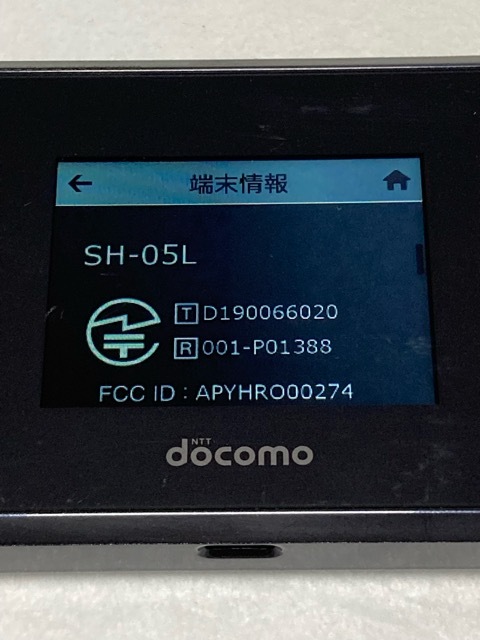 端末情報
SH-05L
T D190066020
R 001-P01388
FCC ID : APYHRO00274
NTT
docomo